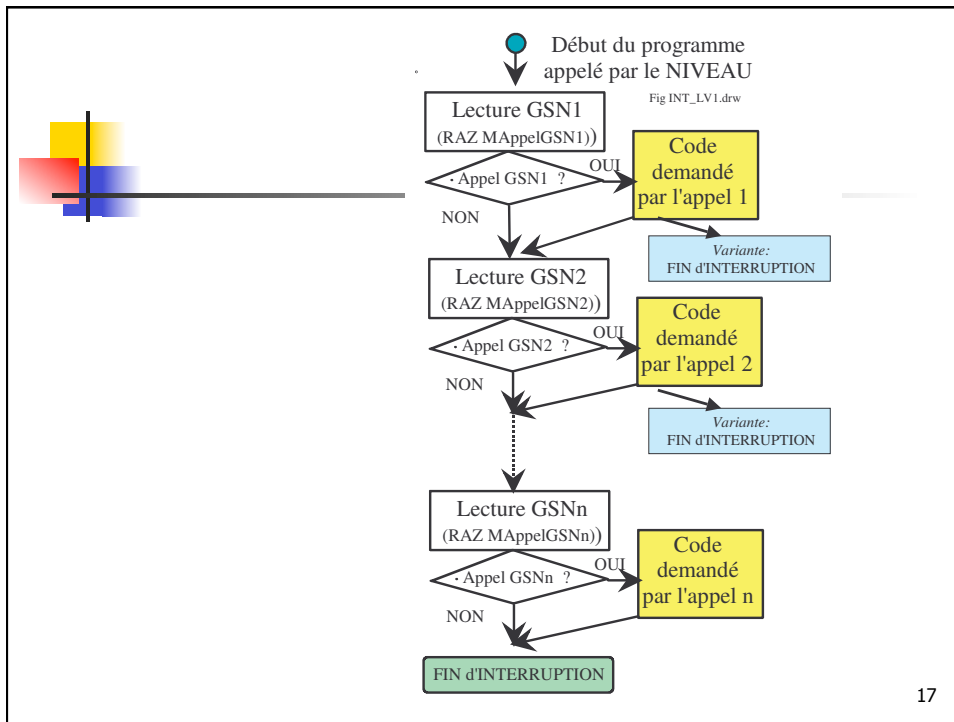 Début du programme
appelé par le NIVEAU
Fig INT_LV1.drw
Lecture GSN1
(RAZ MAppelGSN1))
- Appel GSN1 ?
OUI
NON
Code
demandé
par l'appel 1
Variante:
FIN d'INTERRUPTION
Lecture GSN2
(RAZ MAppelGSN2))
- Appel GSN2 ?
OUI
NON
Code
demandé
par l'appel 2
Variante:
FIN d'INTERRUPTION
Lecture GSNn
(RAZ MAppelGSNn))
- Appel GSNn ?
OUI
NON
Code
demandé
par l'appel n
FIN d'INTERRUPTION
17